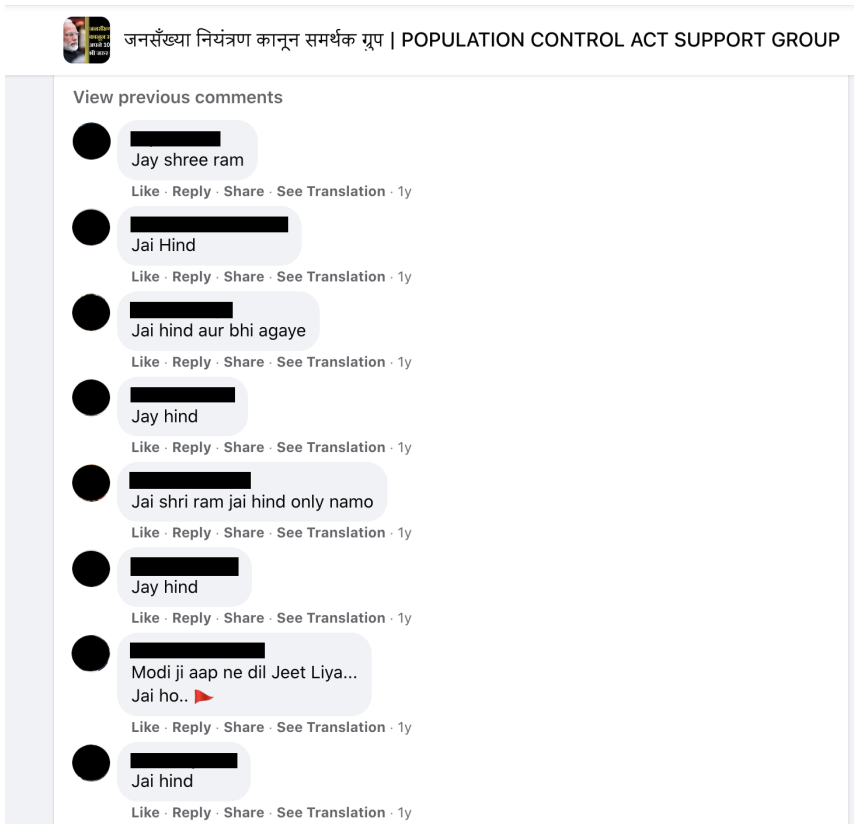 जनसँख्या नियंत्रण कानून समर्थक ग्रुप | POPULATION CONTROL ACT SUPPORT GROUP
View previous comments
Jay shree ram
Like · Reply · Share · See Translation · 1y
Jai Hind
Like · Reply · Share · See Translation · 1y
Jai hind aur bhi agaye
Like · Reply · Share · See Translation · 1y
Jay hind
Like · Reply · Share · See Translation · 1y
Jai shri ram jai hind only namo
Like · Reply · Share · See Translation · 1y
Jay hind
Like · Reply · Share · See Translation · 1y
Modi ji aap ne dil Jeet Liya...
Jai ho.. 🚩
Like · Reply · Share · See Translation · 1y
Jai hind
Like · Reply · Share · See Translation · 1y